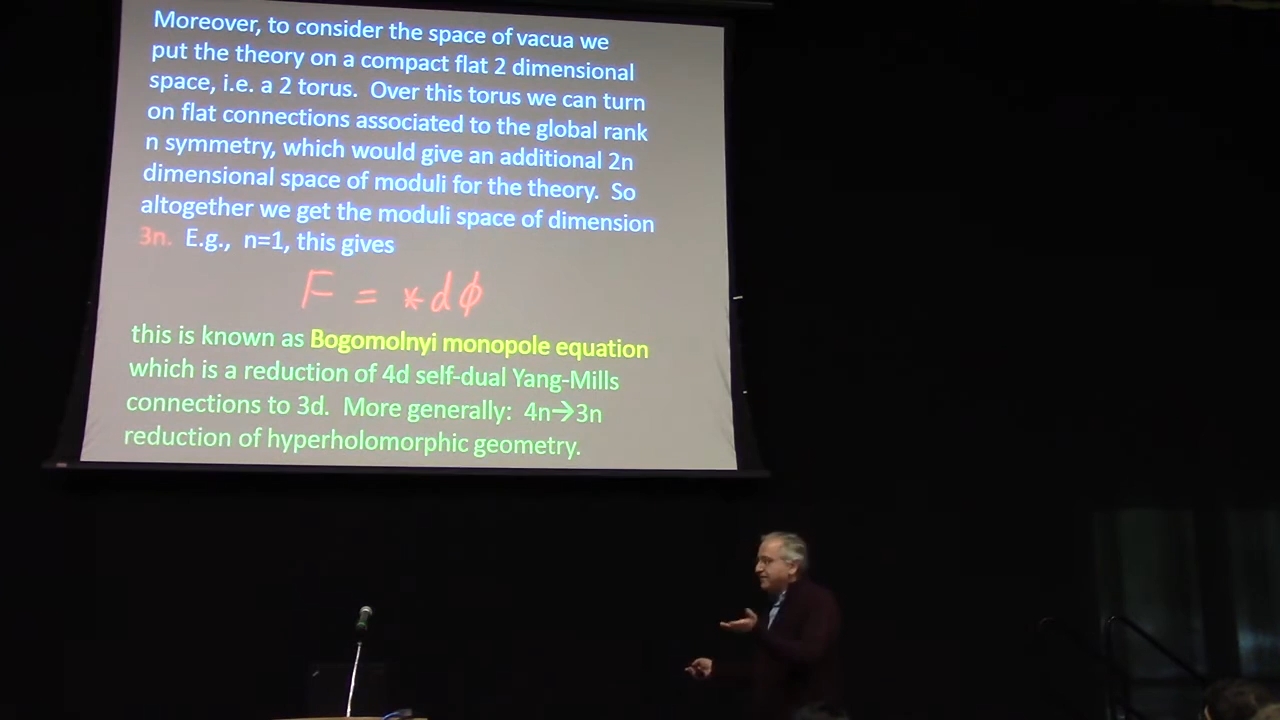 Moreover, to consider the space of vacua we
put the theory on a compact flat 2 dimensional
space, i.e. a 2 torus. Over this torus we can turn
on flat connections associated to the global rank
n symmetry, which would give an additional 2n
dimensional space of moduli for the theory. So
altogether we get the moduli space of dimension
3n. E.g., n=1, this gives
F = *dϕ
this is known as Bogomolnyi monopole equation
which is a reduction of 4d self-dual Yang-Mills
connections to 3d. More generally: 4n→3n
reduction of hyperholomorphic geometry.